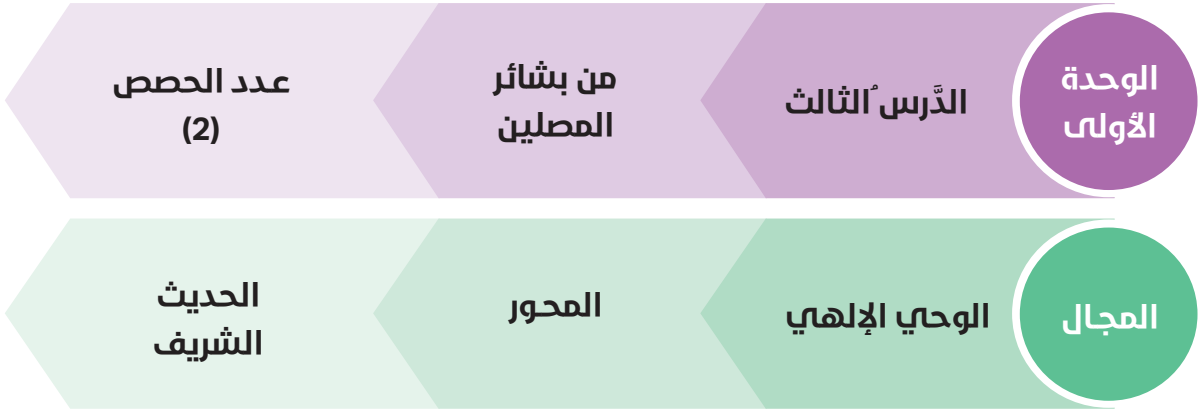 الوحدة
الأولى
الدَّرسُ الثالث
من بشائر
المصلين
عدد الحصص
(2)
المجال
الوحي الإلهي
المحور
الحديث
الشريف